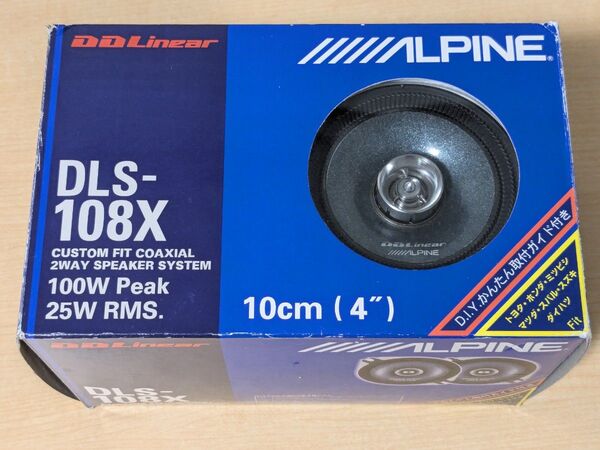 DDLinear
/////ALPINE®
DLS-
108X
CUSTOM FIT COAXIAL
2WAY SPEAKER SYSTEM
100W Peak
25W RMS.
10cm (4″)
DDLinear
/////ALPINE
D.I.Y.かんたん取付ガイド付き
トヨタ・ホンダ・ミツビシ
マツダ・スバル・スズキ
ダイハツ
Fit
DDLinear
/////ALPINE
DLS-
108X